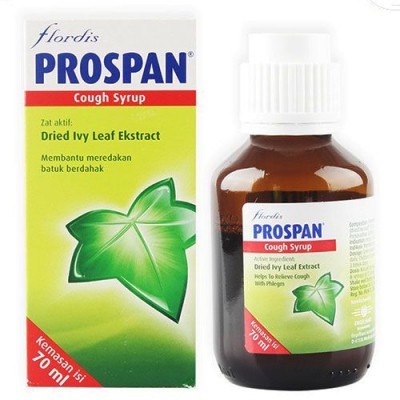 flordis
PROSPAN®
Cough Syrup
Zat aktif:
Dried Ivy Leaf Ekstract
Membantu meredakan
batuk berdahak
Kemasan isi
70 ml
flordis
PROSPAN®
Cough Syrup
Active Ingredient:
Dried Ivy Leaf Extract
Helps To Relieve Cough
With Phlegm
Kemasan isi
70 ml